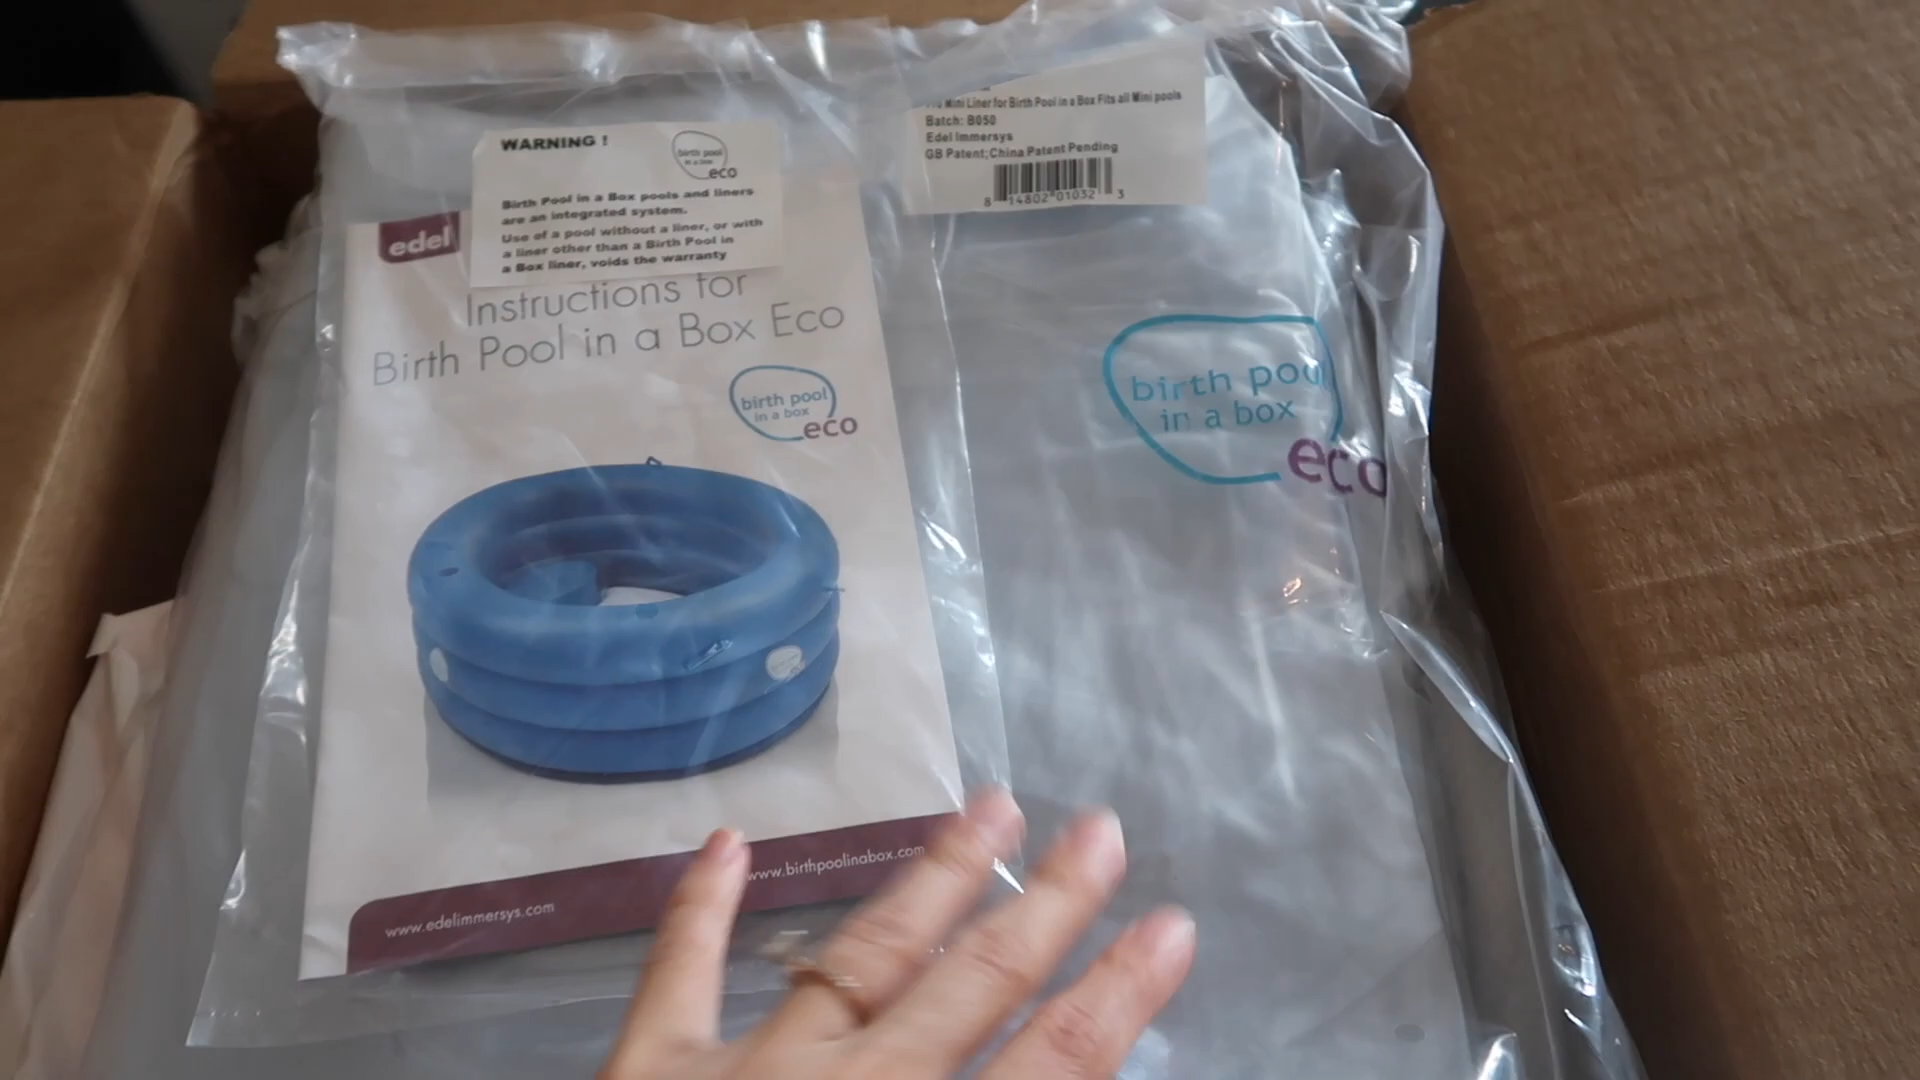 WARNING !
birth pool
in a box
eco
Birth Pool in a Box pools and liners
are an integrated system.
Use of a pool without a liner, or with
a liner other than a Birth Pool in
a Box liner, voids the warranty
edel
Instructions for
Birth Pool in a Box Eco
birth pool
in a box
eco
www.edelimmersys.com
www.birthpoolinabox.com
Mini Liner for Birth Pool in a Box Fits all Mini pools
Batch: B050
Edel Immersys
GB Patent;China Patent Pending
8 14802 01032 3
birth pool
in a box
eco